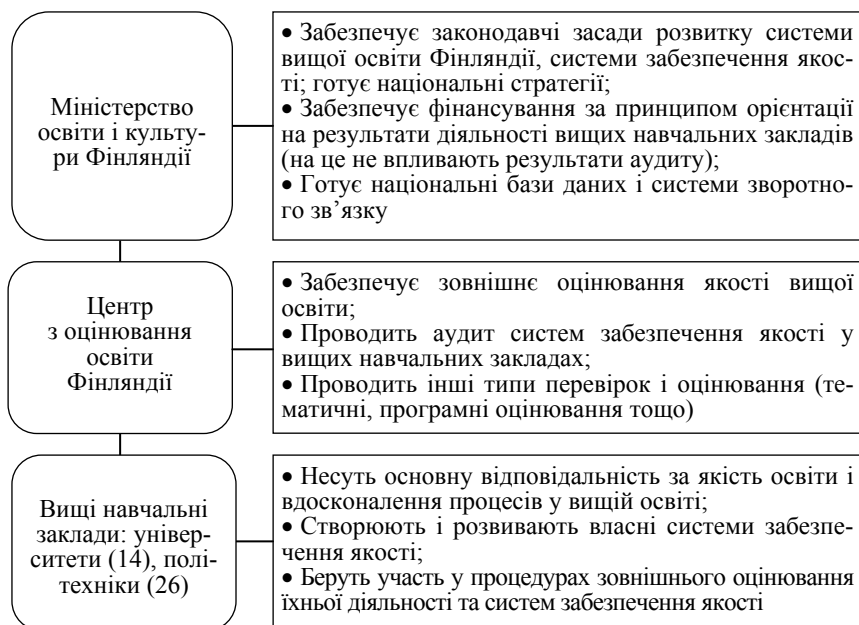 Міністерство
освіти і культу-
ри Фінляндії
• Забезпечує законодавчі засади розвитку системи
вищої освіти Фінляндії, системи забезпечення якос-
ті; готує національні стратегії;
• Забезпечує фінансування за принципом орієнтації
на результати діяльності вищих навчальних закладів
(на це не впливають результати аудиту);
• Готує національні бази даних і системи зворотно-
го зв’язку
Центр
з оцінювання
освіти
Фінляндії
• Забезпечує зовнішнє оцінювання якості вищої
освіти;
• Проводить аудит систем забезпечення якості у
вищих навчальних закладах;
• Проводить інші типи перевірок і оцінювання (те-
матичні, програмні оцінювання тощо)
Вищі навчальні
заклади: універ-
ситети (14), полі-
техніки (26)
• Несуть основну відповідальність за якість освіти і
вдосконалення процесів у вищій освіті;
• Створюють і розвивають власні системи забезпе-
чення якості;
• Беруть участь у процедурах зовнішнього оцінювання
їхньої діяльності та систем забезпечення якості